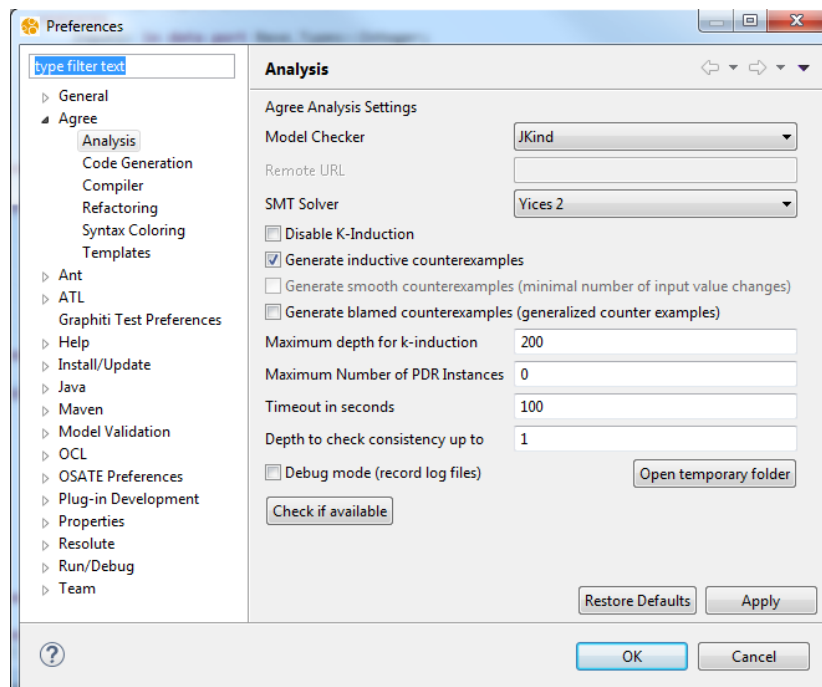 Preferences
type filter text
General
Agree
Analysis
Code Generation
Compiler
Refactoring
Syntax Coloring
Templates
Ant
ATL
Graphiti Test Preferences
Help
Install/Update
Java
Maven
Model Validation
OCL
OSATE Preferences
Plug-in Development
Properties
Resolute
Run/Debug
Team
Analysis
Agree Analysis Settings
Model Checker JKind
Remote URL
SMT Solver Yices 2
Disable K-Induction
Generate inductive counterexamples
Generate smooth counterexamples (minimal number of input value changes)
Generate blamed counterexamples (generalized counter examples)
Maximum depth for k-induction 200
Maximum Number of PDR Instances 0
Timeout in seconds 100
Depth to check consistency up to 1
Debug mode (record log files) Open temporary folder
Check if available
Restore Defaults Apply
OK Cancel